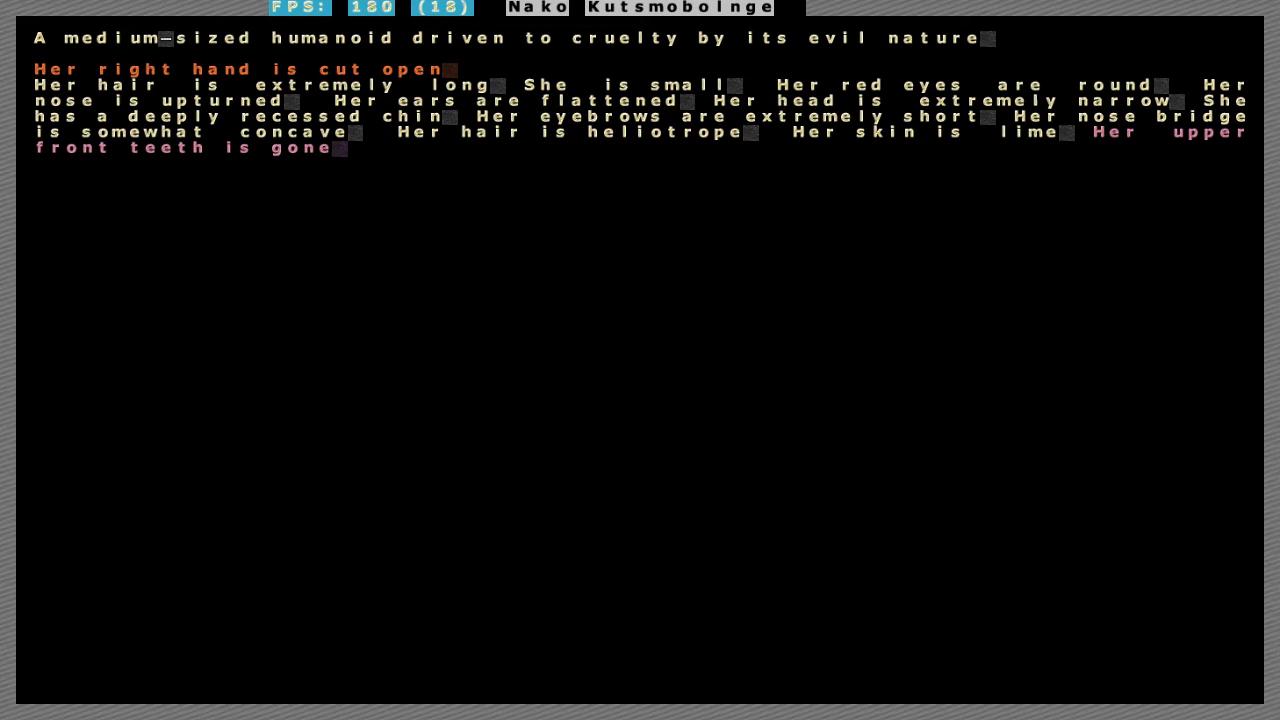 FPS: 180 (18) Nako Kutsmobolnge
A medium-sized humanoid driven to cruelty by its evil nature
Her right hand is cut open
Her hair is extremely long She is small Her red eyes are round Her
nose is upturned Her ears are flattened Her head is extremely narrow She
has a deeply recessed chin Her eyebrows are extremely short Her nose bridge
is somewhat concave Her hair is heliotrope Her skin is lime Her upper
front teeth is gone